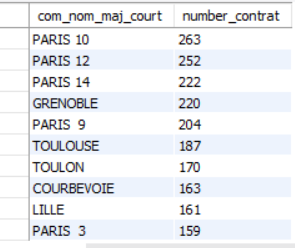 com_nom_maj_court number_contrat
PARIS 10 263
PARIS 12 252
PARIS 14 222
GRENOBLE 220
PARIS  9 204
TOULOUSE 187
TOULON 170
COURBEVOIE 163
LILLE 161
PARIS  3 159